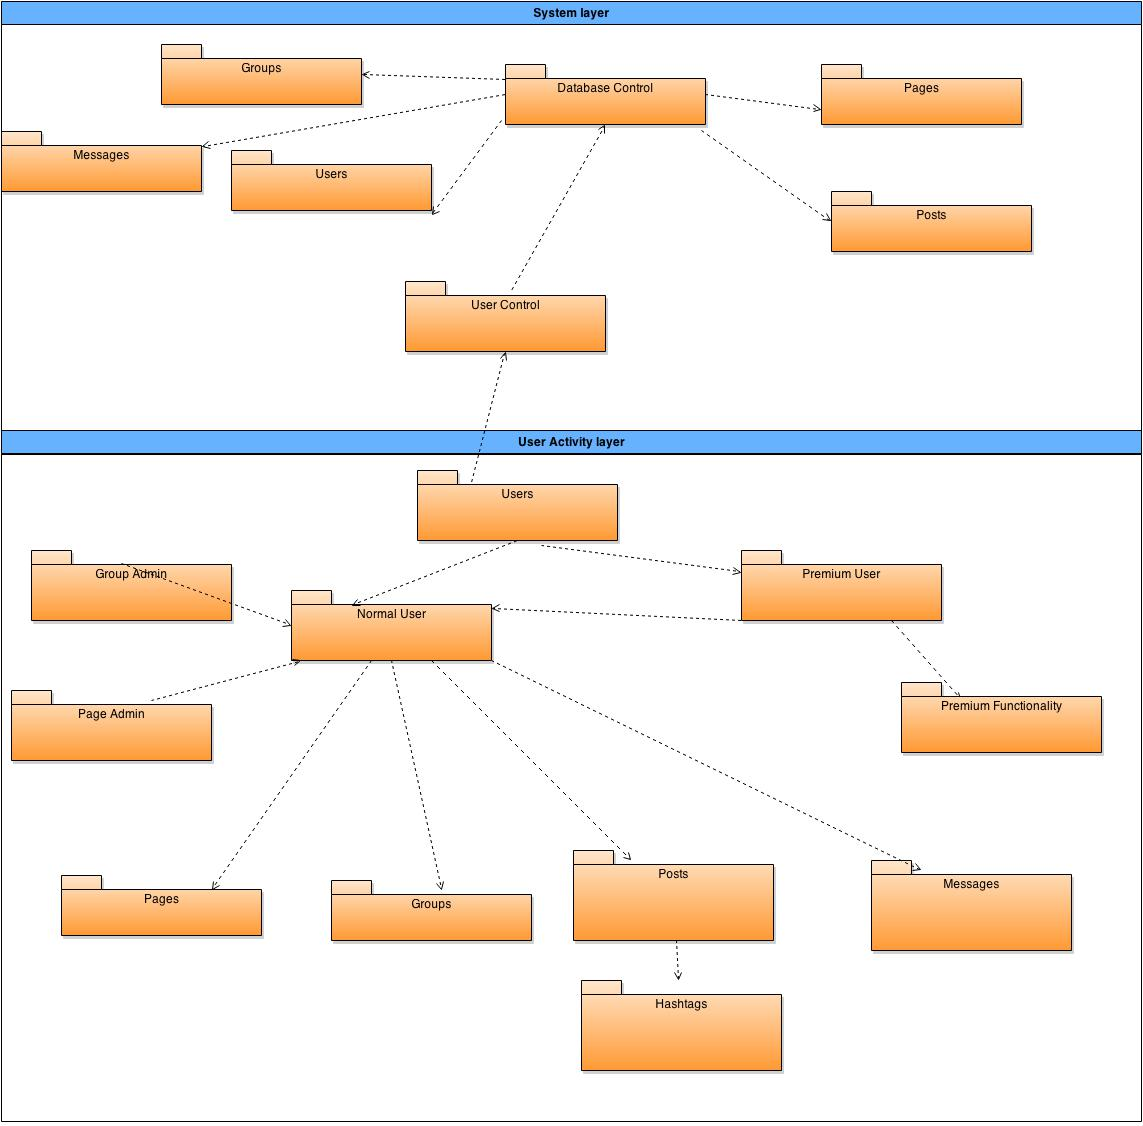 System layer
Groups
Database Control
Pages
Messages
Users
Posts
User Control
User Activity layer
Users
Group Admin
Premium User
Normal User
Page Admin
Premium Functionality
Pages
Groups
Posts
Messages
Hashtags